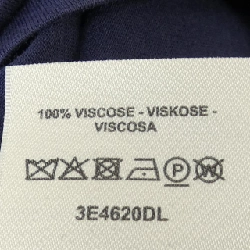 100% VISCOSE - VISKOSE -
VISCOSA
P W
3E4620DL